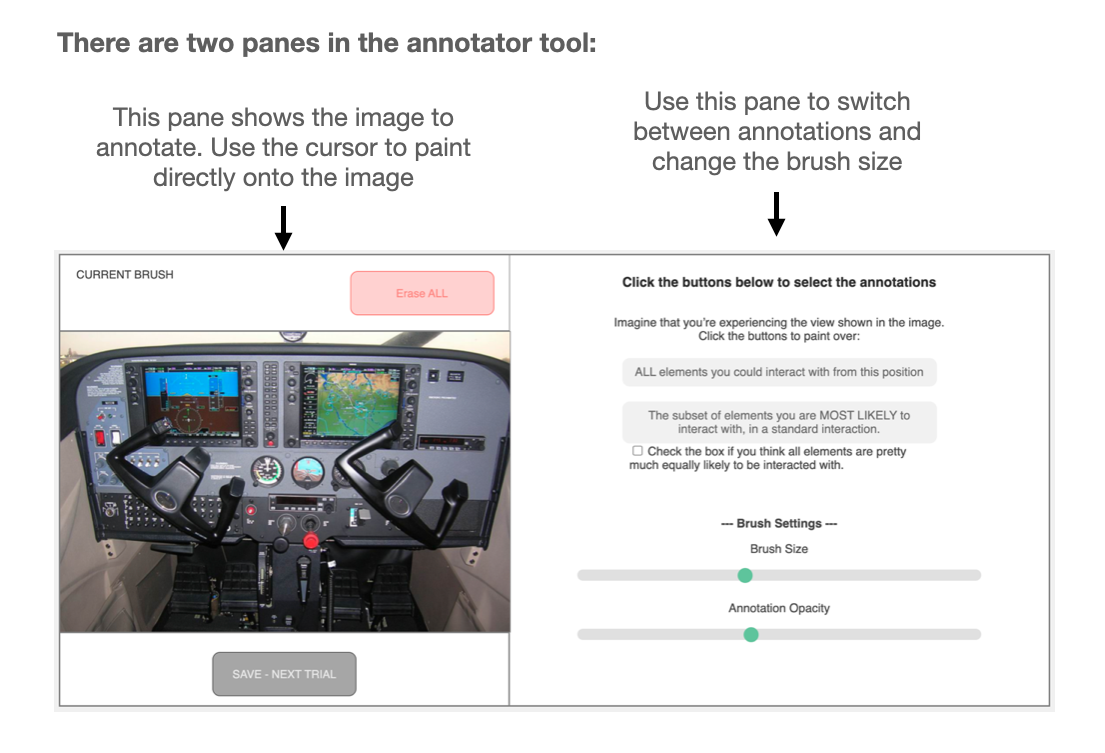 There are two panes in the annotator tool:
This pane shows the image to
annotate. Use the cursor to paint
directly onto the image
Use this pane to switch
between annotations and
change the brush size
CURRENT BRUSH
Erase ALL
SAVE - NEXT TRIAL
Click the buttons below to select the annotations
Imagine that you're experiencing the view shown in the image.
Click the buttons to paint over:
ALL elements you could interact with from this position
The subset of elements you are MOST LIKELY to
interact with, in a standard interaction.
Check the box if you think all elements are pretty
much equally likely to be interacted with.
--- Brush Settings ---
Brush Size
Annotation Opacity